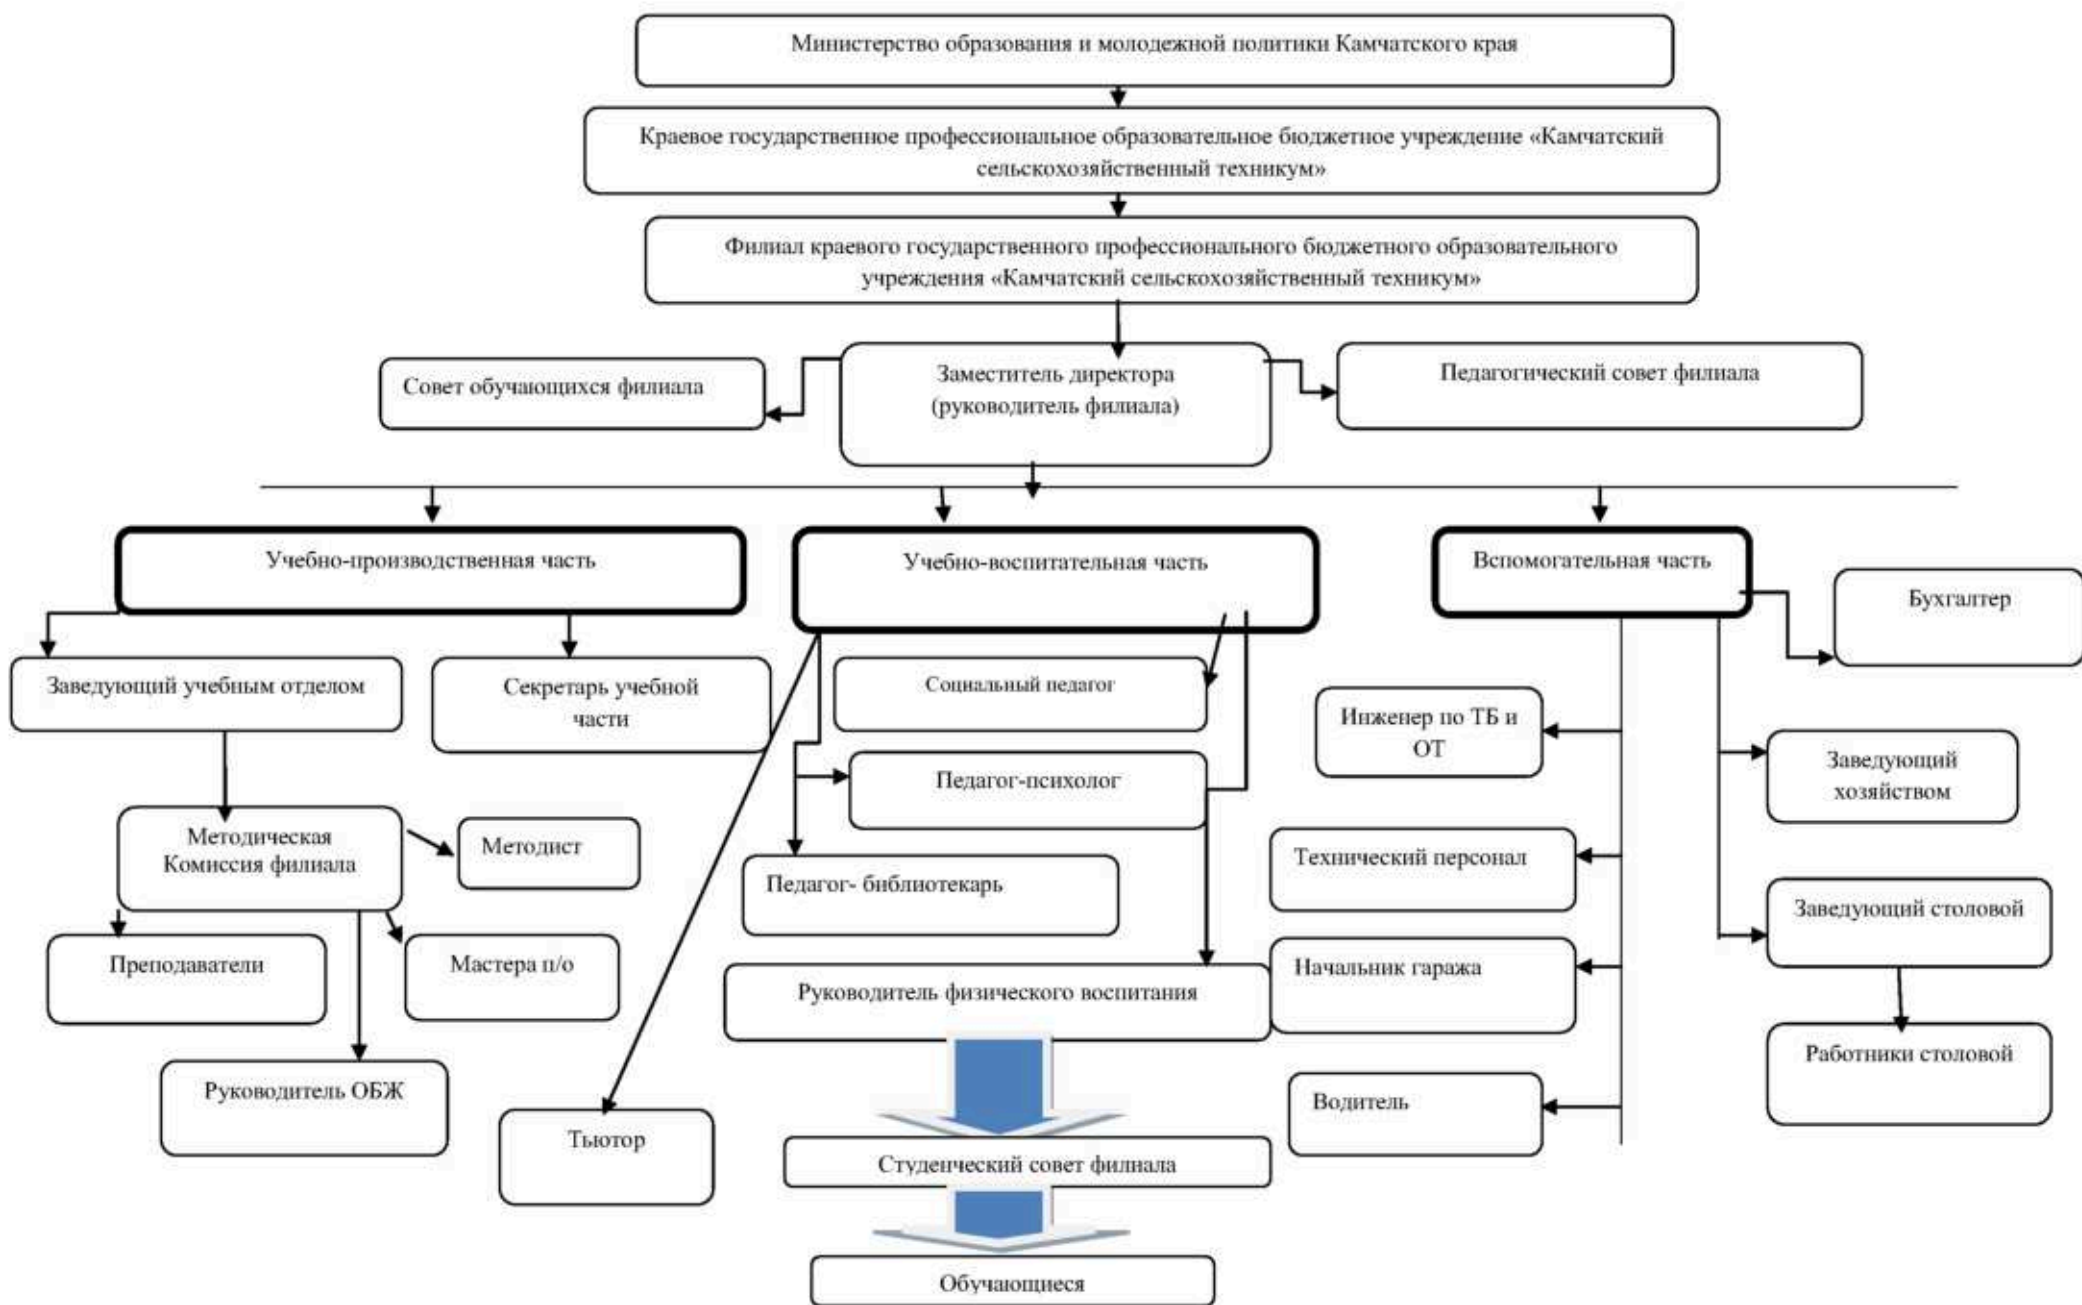 Министерство образования и молодежной политики Камчатского края
Краевое государственное профессиональное образовательное бюджетное учреждение «Камчатский
сельскохозяйственный техникум»
Филиал краевого государственного профессионального бюджетного образовательного
учреждения «Камчатский сельскохозяйственный техникум»
Совет обучающихся филиала
Заместитель директора
(руководитель филиала)
Педагогический совет филиала
Учебно-производственная часть
Учебно-воспитательная часть
Вспомогательная часть
Бухгалтер
Заведующий учебным отделом
Секретарь учебной
части
Социальный педагог
Инженер по ТБ и
ОТ
Заведующий
хозяйством
Педагог-психолог
Методическая
Комиссия филиала
Методист
Педагог- библиотекарь
Технический персонал
Заведующий столовой
Преподаватели
Мастера п/о
Руководитель физического воспитания
Начальник гаража
Работники столовой
Руководитель ОБЖ
Тьютор
Водитель
Студенческий совет филиала
Обучающиеся